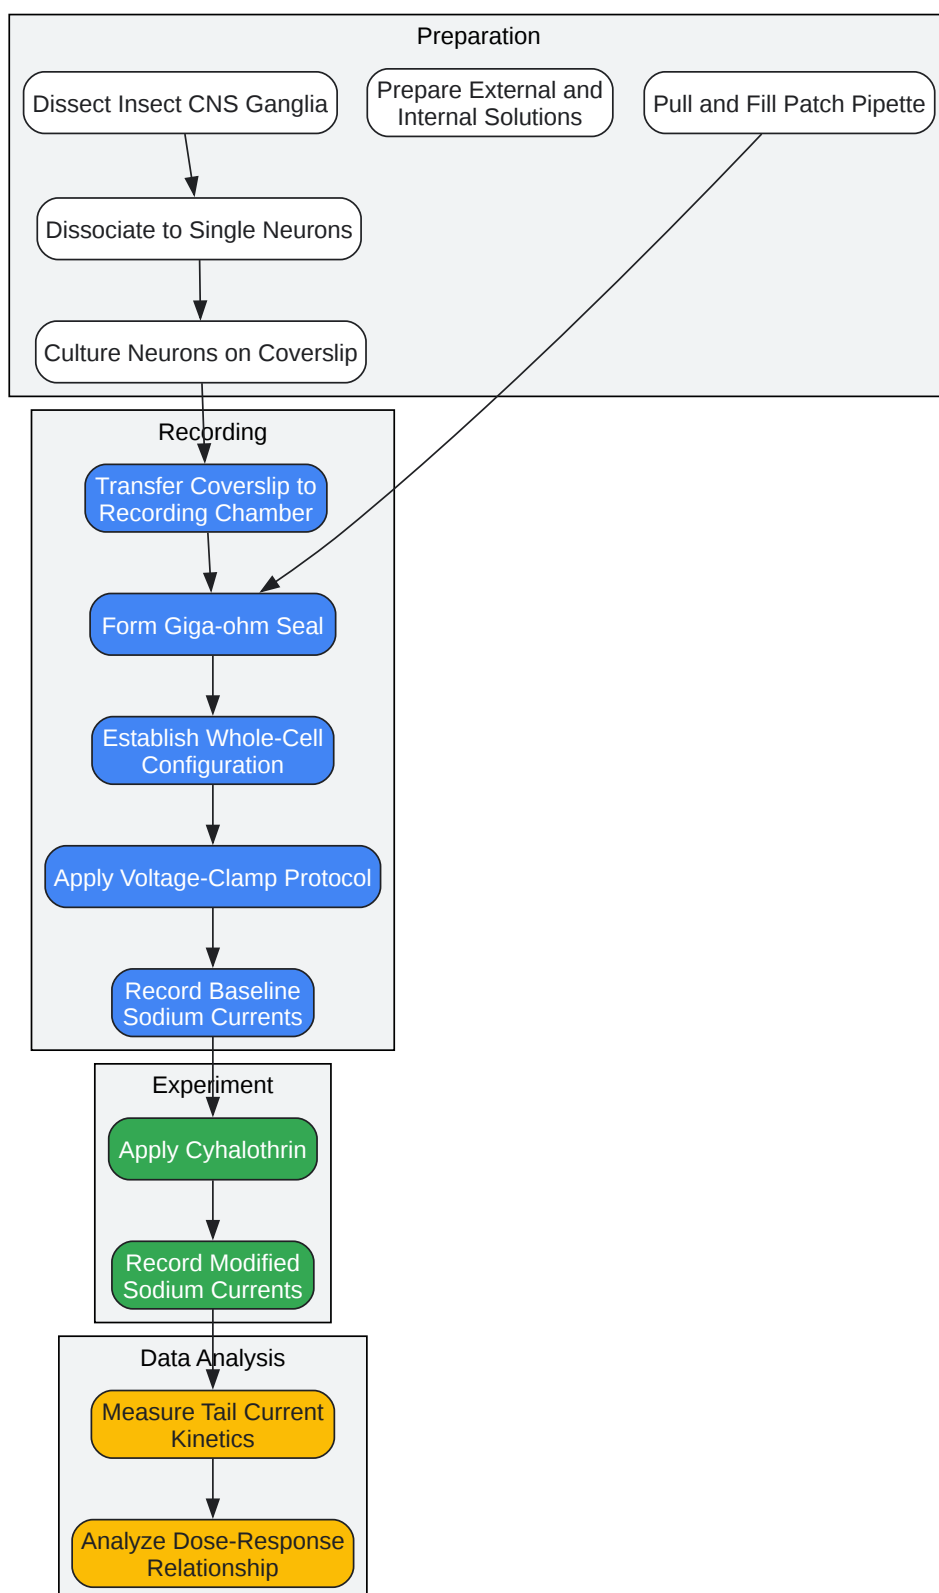 Preparation
Dissect Insect CNS Ganglia
Prepare External and
Internal Solutions
Pull and Fill Patch Pipette
Dissociate to Single Neurons
Culture Neurons on Coverslip
Recording
Transfer Coverslip to
Recording Chamber
Form Giga-ohm Seal
Establish Whole-Cell
Configuration
Apply Voltage-Clamp Protocol
Record Baseline
Sodium Currents
Experiment
Apply Cyhalothrin
Record Modified
Sodium Currents
Data Analysis
Measure Tail Current
Kinetics
Analyze Dose-Response
Relationship